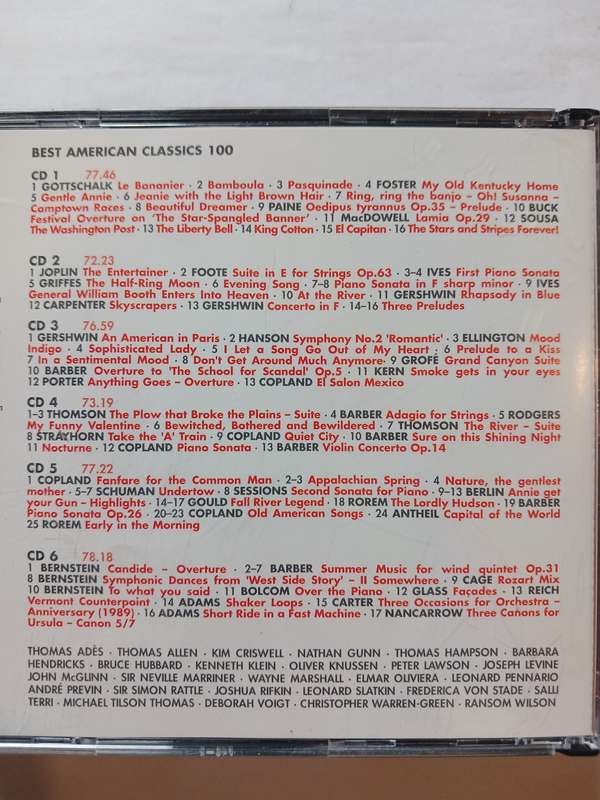 BEST AMERICAN CLASSICS 100
CD 1 77.46
1 GOTTSCHALK Le Bananier · 2 Bamboula · 3 Pasquinade · 4 FOSTER My Old Kentucky Home
5 Gentle Annie · 6 Jeanie with the Light Brown Hair · 7 Ring, ring the banjo – Oh! Susanna –
Camptown Races · 8 Beautiful Dreamer · 9 PAINE Oedipus tyrannus Op.35 – Prelude · 10 BUCK
Festival Overture on 'The Star-Spangled Banner' · 11 MacDOWELL Lamia Op.29 · 12 SOUSA
The Washington Post · 13 The Liberty Bell · 14 King Cotton · 15 El Capitan · 16 The Stars and Stripes Forever!
CD 2 72.23
1 JOPLIN The Entertainer · 2 FOOTE Suite in E for Strings Op.63 · 3–4 IVES First Piano Sonata
5 GRIFFES The Half-Ring Moon · 6 Evening Song · 7–8 Piano Sonata in F sharp minor · 9 IVES
General William Booth Enters Into Heaven · 10 At the River · 11 GERSHWIN Rhapsody in Blue
12 CARPENTER Skyscrapers · 13 GERSHWIN Concerto in F · 14–16 Three Preludes
CD 3 76.59
1 GERSHWIN An American in Paris · 2 HANSON Symphony No.2 'Romantic' · 3 ELLINGTON Mood
Indigo · 4 Sophisticated Lady · 5 I Let a Song Go Out of My Heart · 6 Prelude to a Kiss
7 In a Sentimental Mood · 8 Don't Get Around Much Anymore · 9 GROFÉ Grand Canyon Suite
10 BARBER Overture to 'The School for Scandal' Op.5 · 11 KERN Smoke gets in your eyes
12 PORTER Anything Goes – Overture · 13 COPLAND El Salon Mexico
CD 4 73.19
1–3 THOMSON The Plow that Broke the Plains – Suite · 4 BARBER Adagio for Strings · 5 RODGERS
My Funny Valentine · 6 Bewitched, Bothered and Bewildered · 7 THOMSON The River – Suite
8 STRAYHORN Take the 'A' Train · 9 COPLAND Quiet City · 10 BARBER Sure on this Shining Night
11 Nocturne · 12 COPLAND Piano Sonata · 13 BARBER Violin Concerto Op.14
CD 5 77.22
1 COPLAND Fanfare for the Common Man · 2–3 Appalachian Spring · 4 Nature, the gentlest
mother · 5–7 SCHUMAN Undertow · 8 SESSIONS Second Sonata for Piano · 9–13 BERLIN Annie get
your Gun – Highlights · 14–17 GOULD Fall River Legend · 18 ROREM The Lordly Hudson · 19 BARBER
Piano Sonata Op.26 · 20–23 COPLAND Old American Songs · 24 ANTHEIL Capital of the World
25 ROREM Early in the Morning
CD 6 78.18
1 BERNSTEIN Candide – Overture · 2–7 BARBER Summer Music for wind quintet Op.31
8 BERNSTEIN Symphonic Dances from 'West Side Story' – II Somewhere · 9 CAGE Rozart Mix
10 BERNSTEIN To what you said · 11 BOLCOM Over the Piano · 12 GLASS Façades · 13 REICH
Vermont Counterpoint · 14 ADAMS Shaker Loops · 15 CARTER Three Occasions for Orchestra –
Anniversary (1989) · 16 ADAMS Short Ride in a Fast Machine · 17 NANCARROW Three Canons for
Ursula – Canon 5/7
THOMAS ADÈS · THOMAS ALLEN · KIM CRISWELL · NATHAN GUNN · THOMAS HAMPSON · BARBARA
HENDRICKS · BRUCE HUBBARD · KENNETH KLEIN · OLIVER KNUSSEN · PETER LAWSON · JOSEPH LEVINE
JOHN McGLINN · SIR NEVILLE MARRINER · WAYNE MARSHALL · ELMAR OLIVEIRA · LEONARD PENNARIO
ANDRÉ PREVIN · SIR SIMON RATTLE · JOSHUA RIFKIN · LEONARD SLATKIN · FREDERICA VON STADE · SALLI
TERRI · MICHAEL TILSON THOMAS · DEBORAH VOIGT · CHRISTOPHER WARREN-GREEN · RANSOM WILSON